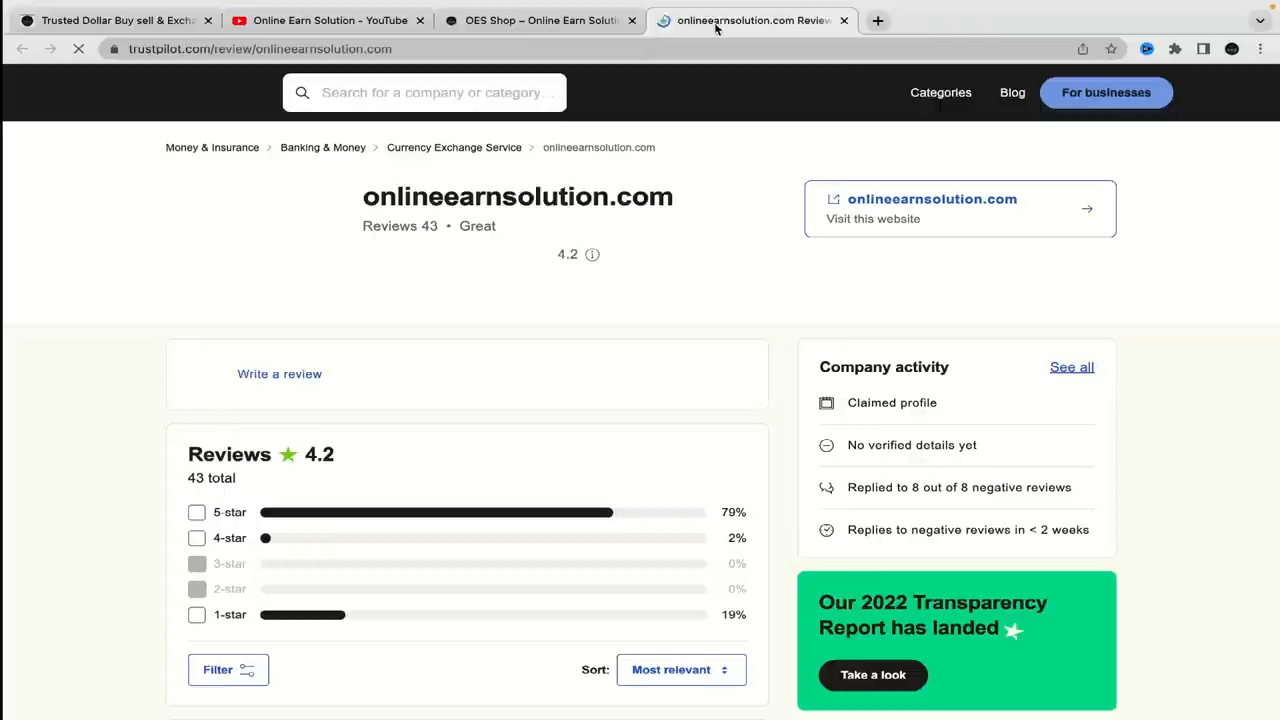 Trusted Dollar Buy sell & Excha
Online Earn Solution - YouTube
OES Shop – Online Earn Soluti
onlineearnsolution.com Review
trustpilot.com/review/onlineearnsolution.com
Search for a company or category…
Categories
Blog
For businesses
Money & Insurance > Banking & Money > Currency Exchange Service > onlineearnsolution.com
onlineearnsolution.com
Reviews 43 • Great
4.2
onlineearnsolution.com
Visit this website
Write a review
Reviews ★ 4.2
43 total
5-star 79%
4-star 2%
3-star 0%
2-star 0%
1-star 19%
Filter
Sort: Most relevant
Company activity
See all
Claimed profile
No verified details yet
Replied to 8 out of 8 negative reviews
Replies to negative reviews in < 2 weeks
Our 2022 Transparency
Report has landed
Take a look